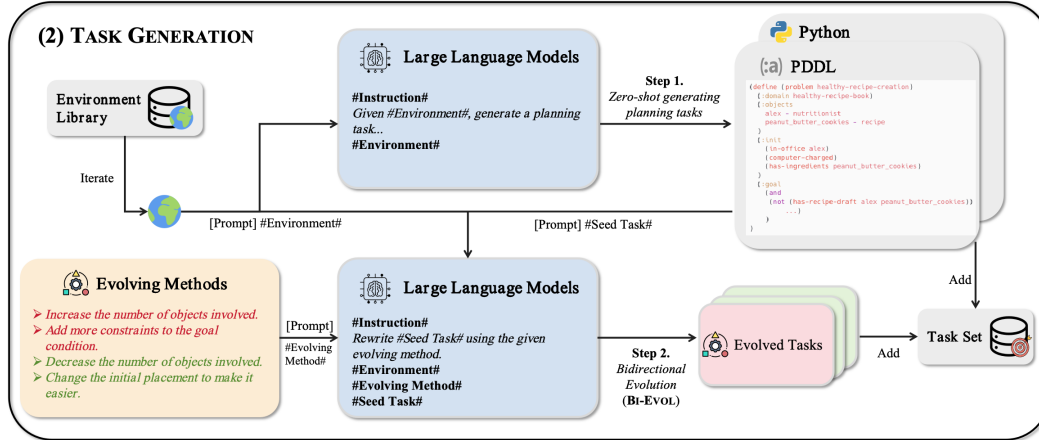 (2) TASK GENERATION
Environment
Library
Iterate
Large Language Models
#Instruction#
Given #Environment#, generate a planning
task...
#Environment#
Step 1.
Zero-shot generating
planning tasks
Python
(:a) PDDL
(define (problem healthy-recipe-creation)
(:domain healthy-recipe-book)
(:objects
alex - nutritionist
peanut_butter_cookies - recipe
)
(:init
(in-office alex)
(computer-charged)
(has-ingredients peanut_butter_cookies)
)
(:goal
(and
(not (has-recipe-draft alex peanut_butter_cookies))
...)
)
)
[Prompt] #Environment#
[Prompt] #Seed Task#
Evolving Methods
Increase the number of objects involved.
Add more constraints to the goal
condition.
Decrease the number of objects involved.
Change the initial placement to make it
easier.
[Prompt]
#Evolving
Method#
Large Language Models
#Instruction#
Rewrite #Seed Task# using the given
evolving method.
#Environment#
#Evolving Method#
#Seed Task#
Step 2.
Bidirectional
Evolution
(BI-EVOL)
Evolved Tasks
Add
Add
Task Set